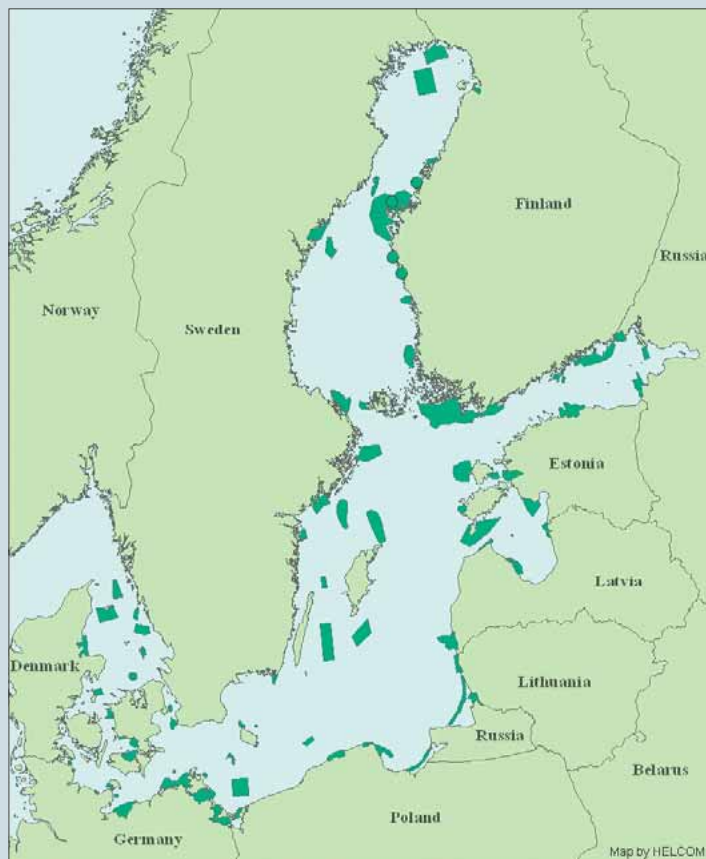 Finland
Russia
Norway
Sweden
Estonia
Latvia
Denmark
Lithuania
Russia
Belarus
Poland
Germany
Map by HELCOM